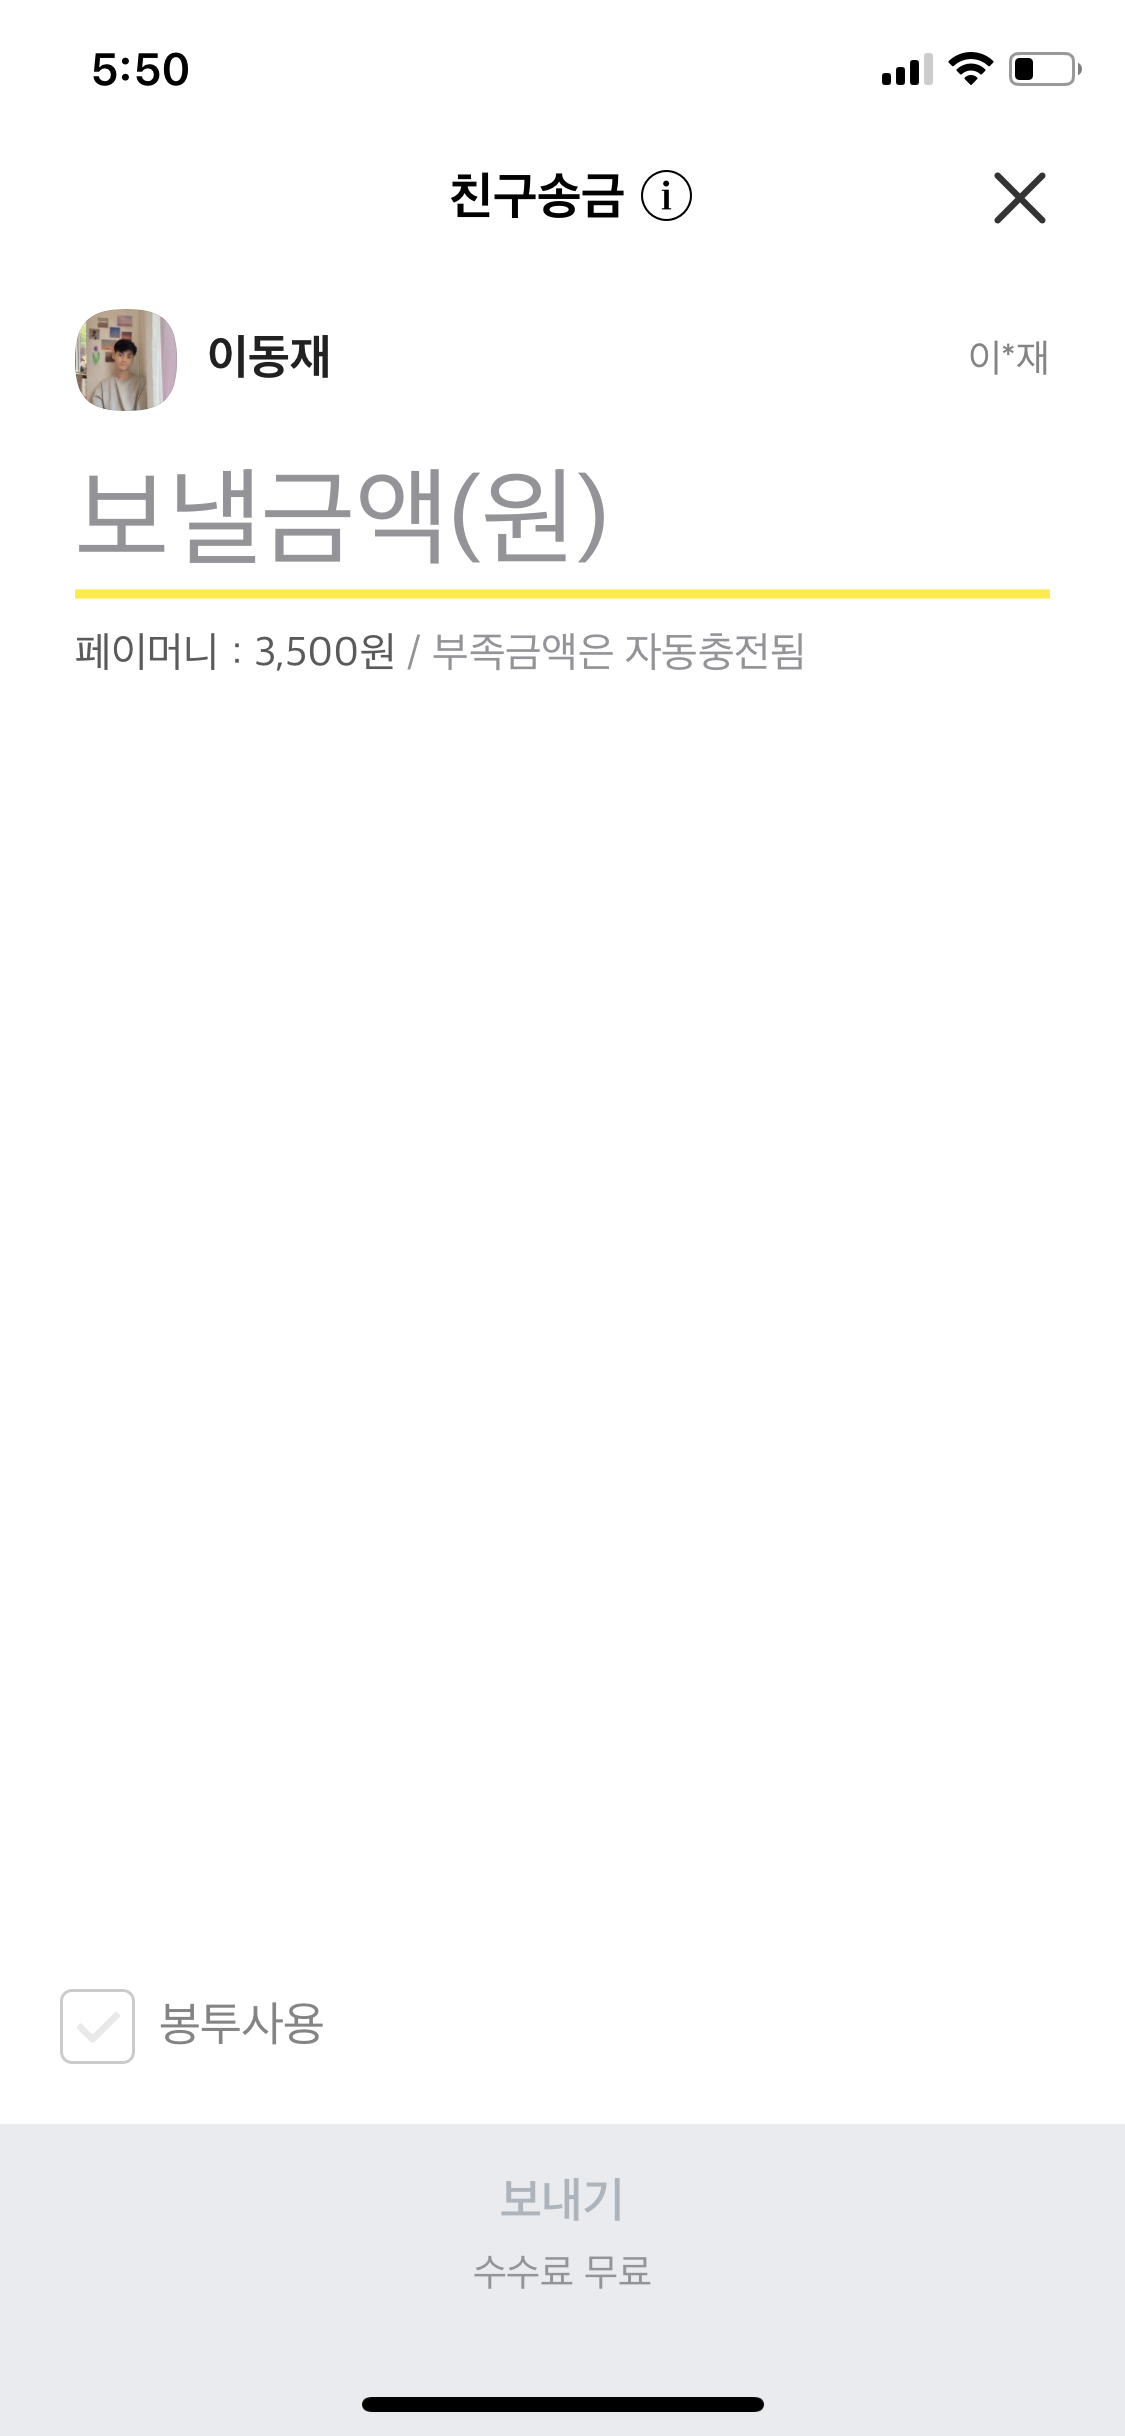 5:50
친구송금 i
이동재 이*재
보낼금액(원)
페이머니 : 3,500원 / 부족금액은 자동충전됨
봉투사용
보내기
수수료 무료